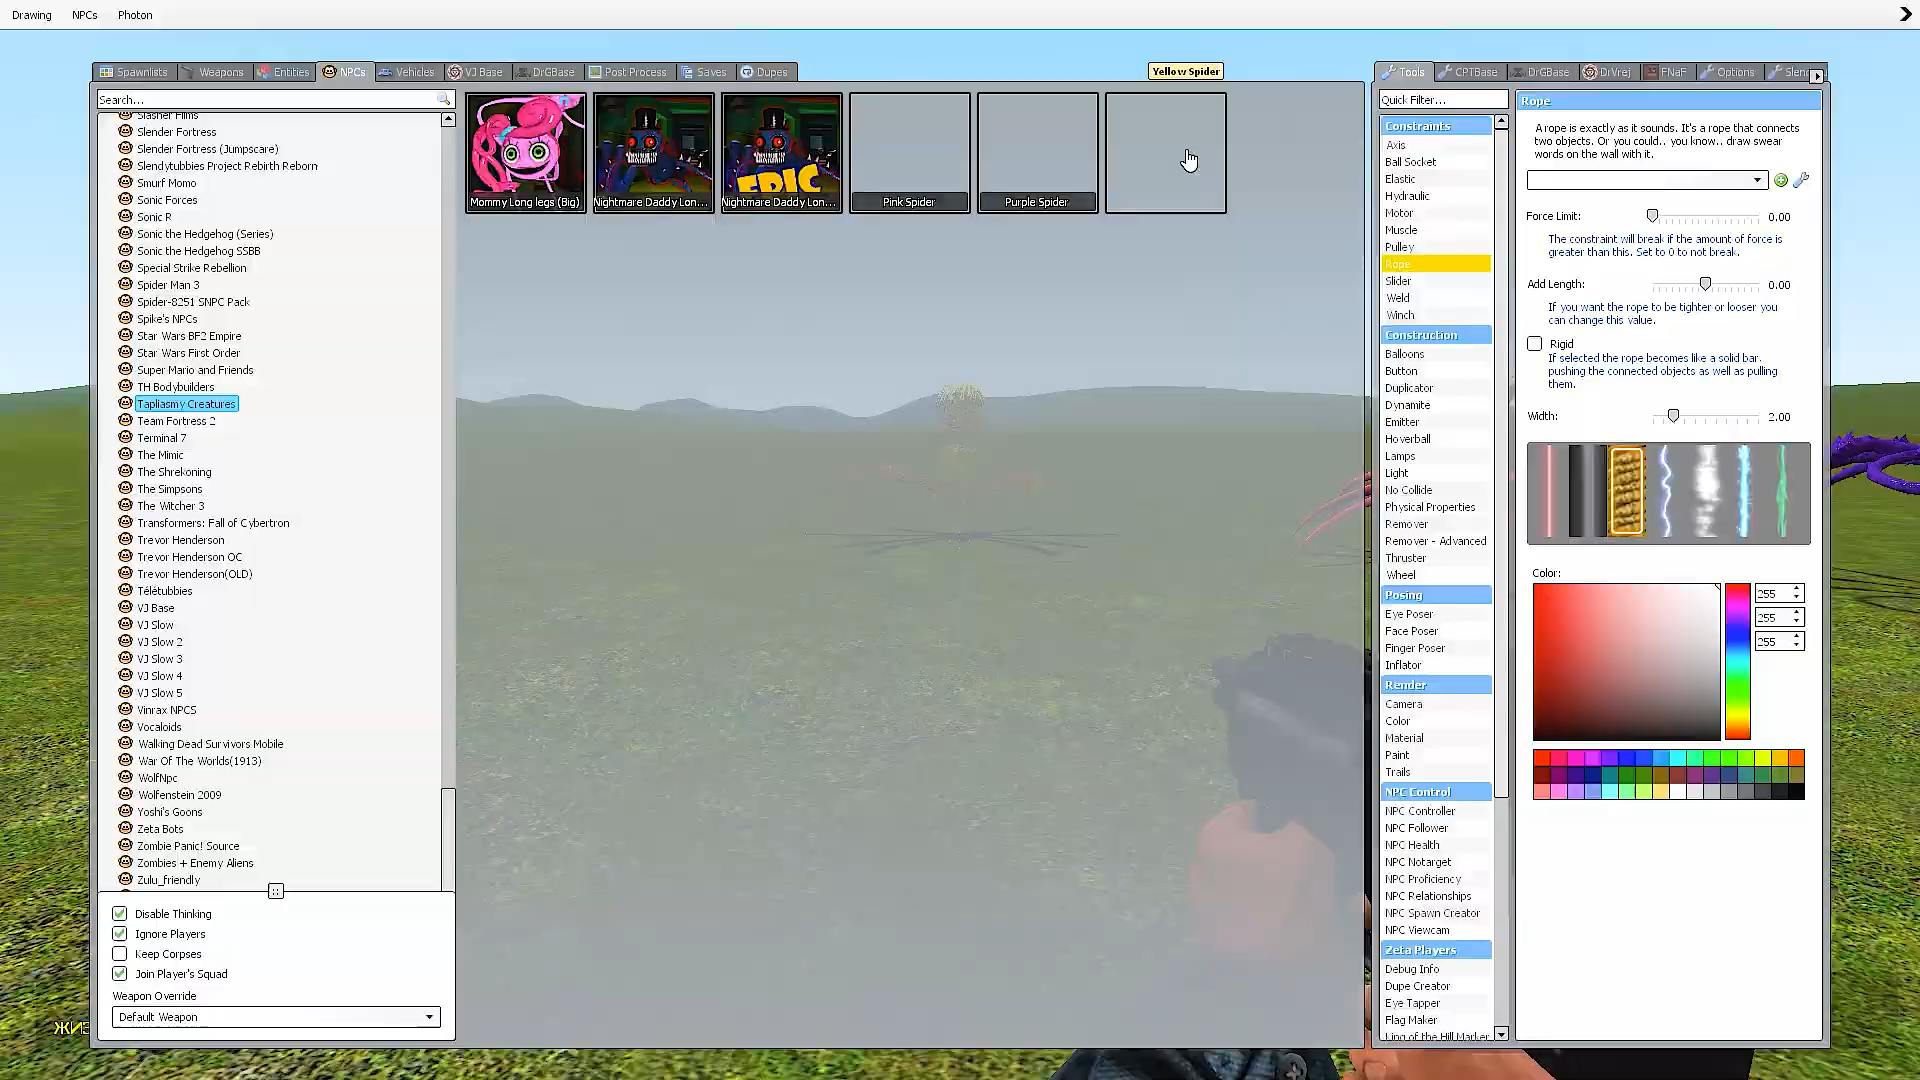 Drawing NPCs Photon
Spawnlists Weapons Entities NPCs Vehicles VJ Base DrGBase Post Process Saves Dupes
Yellow Spider
Tools CPTBase DrGBase DrVrej FNaF Options
Search...
Slasher Films
Slender Fortress
Slender Fortress (Jumpscare)
Slendytubbies Project Rebirth Reborn
Smurf Momo
Sonic Forces
Sonic R
Sonic the Hedgehog (Series)
Sonic the Hedgehog SSBB
Special Strike Rebellion
Spider Man 3
Spider-8251 SNPC Pack
Spike's NPCs
Star Wars BF2 Empire
Star Wars First Order
Super Mario and Friends
TH Bodybuilders
Tapliasmy Creatures
Team Fortress 2
Terminal 7
The Mimic
The Shrekoning
The Simpsons
The Witcher 3
Transformers: Fall of Cybertron
Trevor Henderson
Trevor Henderson OC
Trevor Henderson(OLD)
Télétubbies
VJ Base
VJ Slow
VJ Slow 2
VJ Slow 3
VJ Slow 4
VJ Slow 5
Vinrax NPCS
Vocaloids
Walking Dead Survivors Mobile
War Of The Worlds(1913)
WolfNpc
Wolfenstein 2009
Yoshi's Goons
Zeta Bots
Zombie Panic! Source
Zombies + Enemy Aliens
Zulu_friendly
Disable Thinking
Ignore Players
Keep Corpses
Join Player's Squad
Weapon Override
Default Weapon
EPIC
Mommy Long legs (Big) Nightmare Daddy Lon... Nightmare Daddy Lon... Pink Spider Purple Spider
Quick Filter...
Constraints
Axis
Ball Socket
Elastic
Hydraulic
Motor
Muscle
Pulley
Rope
Slider
Weld
Winch
Construction
Balloons
Button
Duplicator
Dynamite
Emitter
Hoverball
Lamps
Light
No Collide
Physical Properties
Remover
Remover - Advanced
Thruster
Wheel
Posing
Eye Poser
Face Poser
Finger Poser
Inflator
Render
Camera
Color
Material
Paint
Trails
NPC Control
NPC Controller
NPC Follower
NPC Health
NPC Notarget
NPC Proficiency
NPC Relationships
NPC Spawn Creator
NPC Viewcam
Zeta Players
Debug Info
Dupe Creator
Eye Tapper
Flag Maker
King of the Hill Marker
Rope
A rope is exactly as it sounds. It's a rope that connects
two objects. Or you could.. you know.. draw swear
words on the wall with it.
Force Limit: 0.00
The constraint will break if the amount of force is
greater than this. Set to 0 to not break.
Add Length: 0.00
If you want the rope to be tighter or looser you
can change this value.
Rigid
If selected the rope becomes like a solid bar.
pushing the connected objects as well as pulling
them.
Width: 2.00
Color:
255
255
255